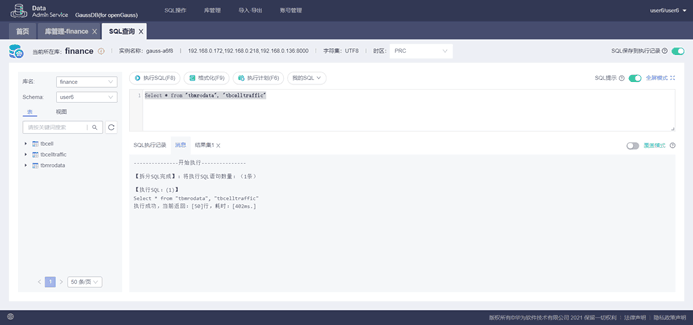 Data
Admin Service
GaussDB(for openGauss)
SQL操作
库管理
导入·导出
账号管理
user6/user6
首页
库管理-finance
SQL查询
当前所在库：finance
实例名称：gauss-a6f6
192.168.0.172,192.168.0.218,192.168.0.136:8000
字符集：UTF8
时区：
PRC
SQL保存到执行记录
库名：
finance
Schema:
user6
表
视图
请按关键词搜索
tbcell
tbcelltraffic
tbmrodata
1
50 条/页
执行SQL(F8)
格式化(F9)
执行计划(F6)
我的SQL
SQL提示
全屏模式
1
Select * from "tbmrodata", "tbcelltraffic"
SQL执行记录
消息
结果集1
覆盖模式
---------------开始执行---------------
【拆分SQL完成】：将执行SQL语句数量：（1条）
【执行SQL：(1)】
Select * from "tbmrodata", "tbcelltraffic"
执行成功，当前返回：[50]行，耗时：[402ms.]
版权所有©华为软件技术有限公司 2021 保留一切权利
法律声明
隐私政策声明